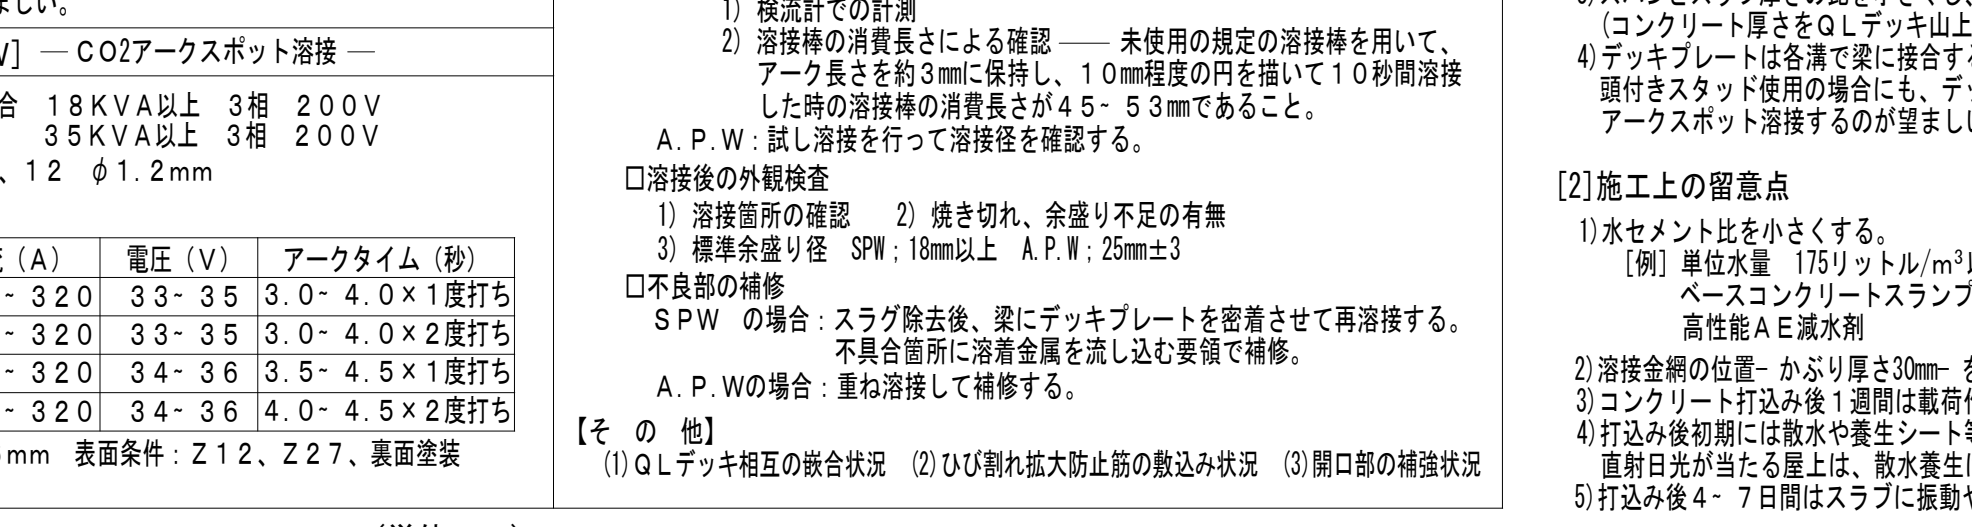 ましい。
W] ― CO2アークスポット溶接 ―
合 18KVA以上 3相 200V
35KVA以上 3相 200V
、12 φ1.2mm
(A) 電圧(V) アークタイム(秒)
~320 33~35 3.0~4.0×1度打ち
~320 33~35 3.0~4.0×2度打ち
~320 34~36 3.5~4.5×1度打ち
~320 34~36 4.0~4.5×2度打ち
mm 表面条件:Z12、Z27、裏面塗装
1) 検流計での計測
2) 溶接棒の消費長さによる確認 ―― 未使用の規定の溶接棒を用いて、
アーク長さを約3㎜に保持し、10㎜程度の円を描いて10秒間溶接
した時の溶接棒の消費長さが45~53㎜であること。
A.P.W:試し溶接を行って溶接径を確認する。
□溶接後の外観検査
1) 溶接箇所の確認 2) 焼き切れ、余盛り不足の有無
3) 標準余盛り径 SPW;18mm以上 A.P.W;25mm±3
□不良部の補修
SPW の場合:スラグ除去後、梁にデッキプレートを密着させて再溶接する。
不具合箇所に溶着金属を流し込む要領で補修。
A.P.Wの場合:重ね溶接して補修する。
【そ の 他】
(1)QLデッキ相互の嵌合状況 (2)ひび割れ拡大防止筋の敷込み状況 (3)開口部の補強状況
(コンクリート厚さをQLデッキ山上
4)デッキプレートは各溝で梁に接合する
頭付きスタッド使用の場合にも、デッ
アークスポット溶接するのが望ましい
[2]施工上の留意点
1)水セメント比を小さくする。
[例] 単位水量 175リットル/m³以
ベースコンクリートスランプ
高性能AE減水剤
2)溶接金網の位置- かぶり厚さ30mm- を
3)コンクリート打込み後1週間は載荷作
4)打込み後初期には散水や養生シート等
直射日光が当たる屋上は、散水養生に
5)打込み後4~7日間はスラブに振動や